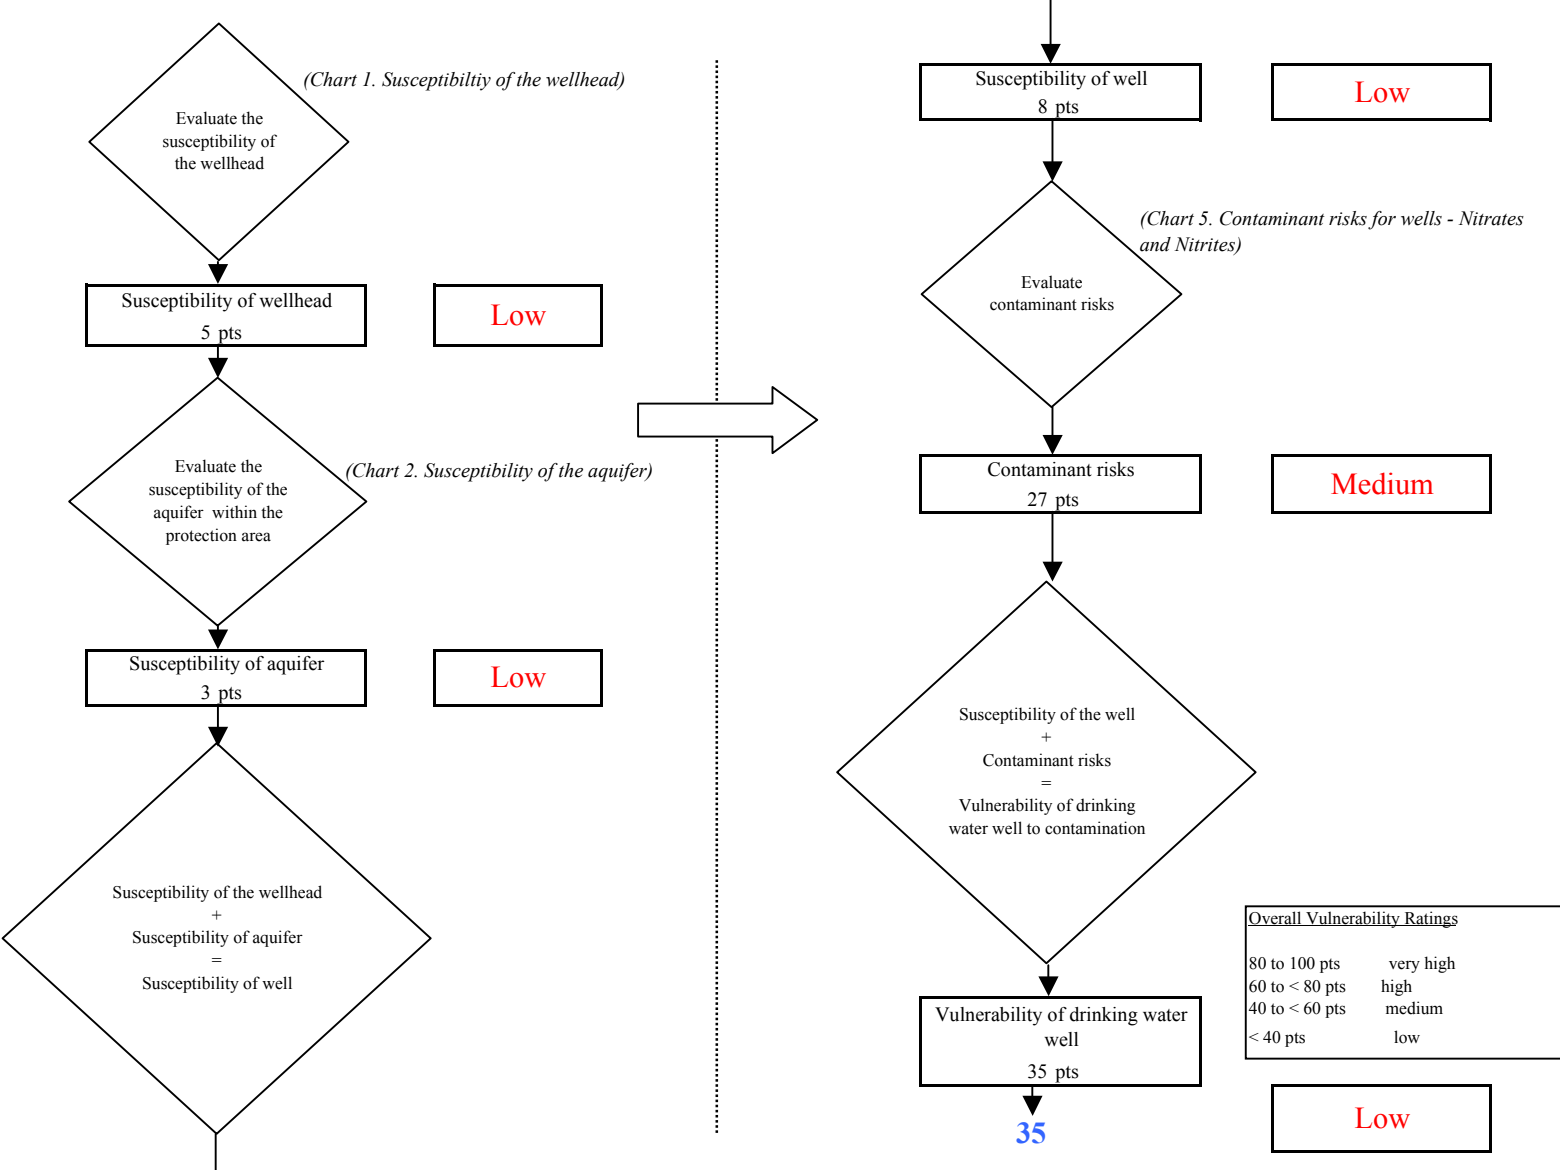 (Chart 1. Susceptibiltiy of the wellhead)
Evaluate the
susceptibility of
the wellhead
Susceptibility of wellhead
5 pts
Low
(Chart 2. Susceptibility of the aquifer)
Evaluate the
susceptibility of the
aquifer within the
protection area
Susceptibility of aquifer
3 pts
Low
Susceptibility of the wellhead
+
Susceptibility of aquifer
=
Susceptibility of well
Susceptibility of well
8 pts
Low
(Chart 5. Contaminant risks for wells - Nitrates
and Nitrites)
Evaluate
contaminant risks
Contaminant risks
27 pts
Medium
Susceptibility of the well
+
Contaminant risks
=
Vulnerability of drinking
water well to contamination
Overall Vulnerability Ratings
80 to 100 pts very high
60 to < 80 pts high
40 to < 60 pts medium
< 40 pts low
Vulnerability of drinking water
well
35 pts
35
Low